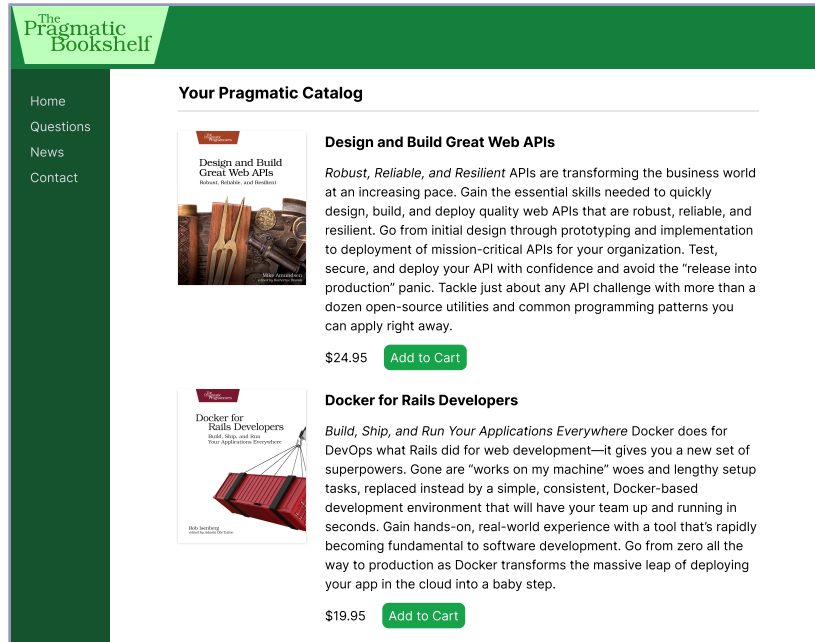 The
Pragmatic
Bookshelf
Home
Questions
News
Contact
Your Pragmatic Catalog
Design and Build
Great Web APIs
Robust, Reliable, and Resilient
Mike Amundsen
Design and Build Great Web APIs
Robust, Reliable, and Resilient APIs are transforming the business world
at an increasing pace. Gain the essential skills needed to quickly
design, build, and deploy quality web APIs that are robust, reliable, and
resilient. Go from initial design through prototyping and implementation
to deployment of mission-critical APIs for your organization. Test,
secure, and deploy your API with confidence and avoid the “release into
production” panic. Tackle just about any API challenge with more than a
dozen open-source utilities and common programming patterns you
can apply right away.
$24.95 Add to Cart
Docker for
Rails Developers
Build, Ship, and Run
Your Applications Everywhere
Rob Isenberg
Docker for Rails Developers
Build, Ship, and Run Your Applications Everywhere Docker does for
DevOps what Rails did for web development—it gives you a new set of
superpowers. Gone are “works on my machine” woes and lengthy setup
tasks, replaced instead by a simple, consistent, Docker-based
development environment that will have your team up and running in
seconds. Gain hands-on, real-world experience with a tool that’s rapidly
becoming fundamental to software development. Go from zero all the
way to production as Docker transforms the massive leap of deploying
your app in the cloud into a baby step.
$19.95 Add to Cart